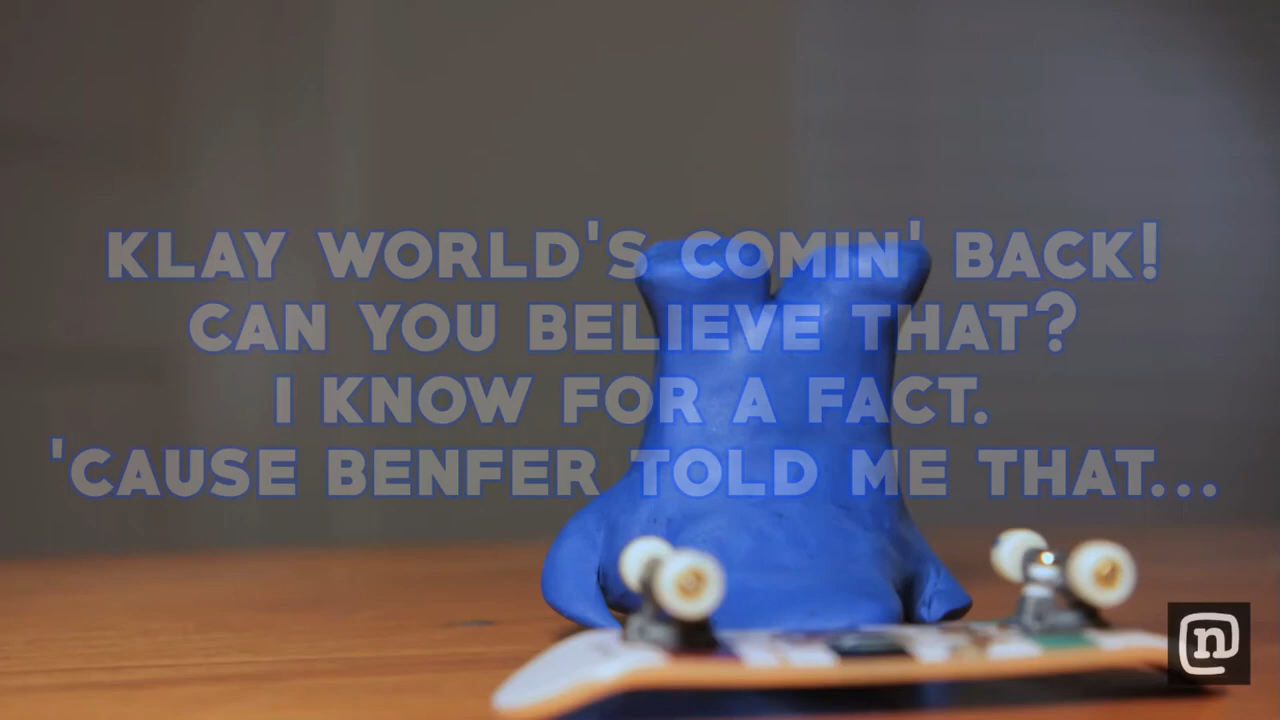 KLAY WORLD'S COMIN' BACK!
CAN YOU BELIEVE THAT?
I KNOW FOR A FACT.
'CAUSE BENFER TOLD ME THAT...
n